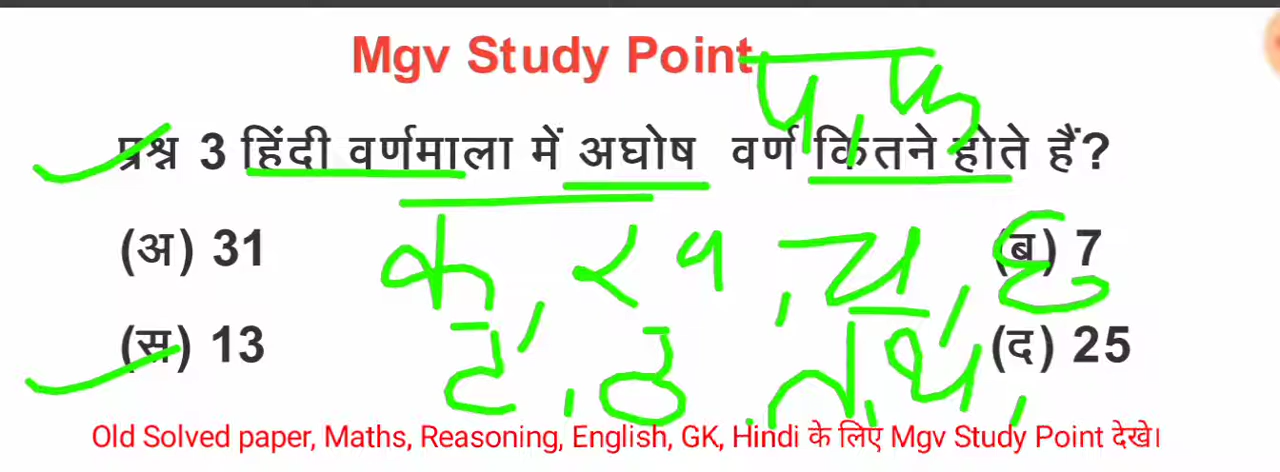 Mgv Study Point
प, फ
प्रश्न 3 हिंदी वर्णमाला में अघोष वर्ण कितने होते हैं?
(अ) 31 (ब) 7
क, ख, च, छ
(स) 13 (द) 25
ट, ठ, त, थ,
Old Solved paper, Maths, Reasoning, English, GK, Hindi के लिए Mgv Study Point देखे।